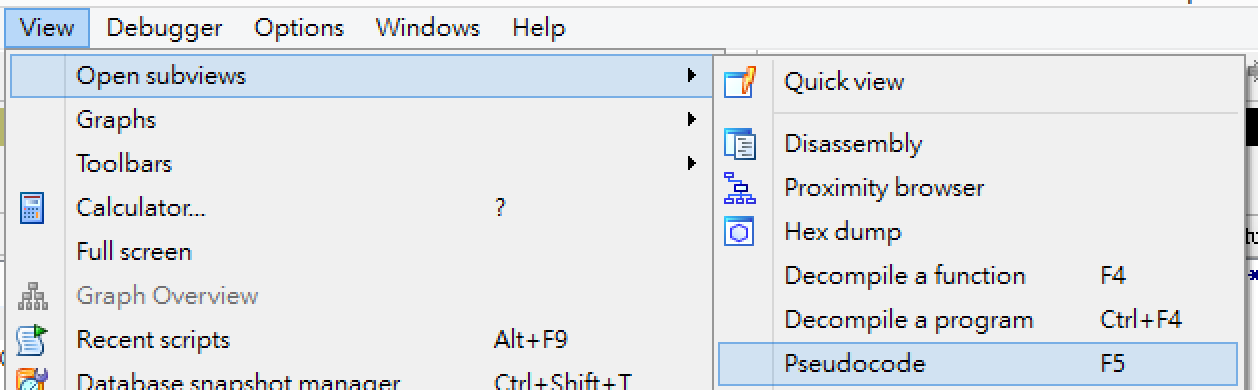 View Debugger Options Windows Help
Open subviews
Graphs
Toolbars
Calculator... ?
Full screen
Graph Overview
Recent scripts Alt+F9
Database snapshot manager Ctrl+Shift+T
Quick view
Disassembly
Proximity browser
Hex dump
Decompile a function F4
Decompile a program Ctrl+F4
Pseudocode F5